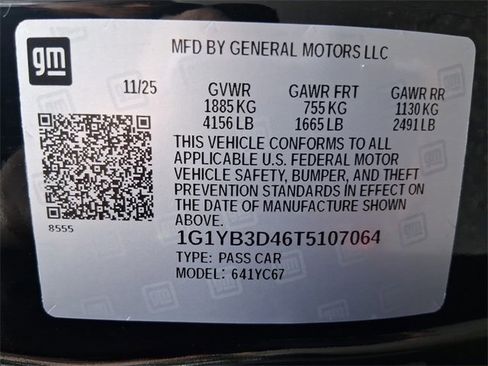 gm
MFD BY GENERAL MOTORS LLC
11/25 GVWR GAWR FRT GAWR RR
1885 KG 755 KG 1130 KG
4156 LB 1665 LB 2491 LB
THIS VEHICLE CONFORMS TO ALL
APPLICABLE U.S. FEDERAL MOTOR
VEHICLE SAFETY, BUMPER, AND THEFT
PREVENTION STANDARDS IN EFFECT ON
THE DATE OF MANUFACTURE SHOWN
ABOVE.
8555
1G1YB3D46T5107064
TYPE: PASS CAR
MODEL: 641YC67